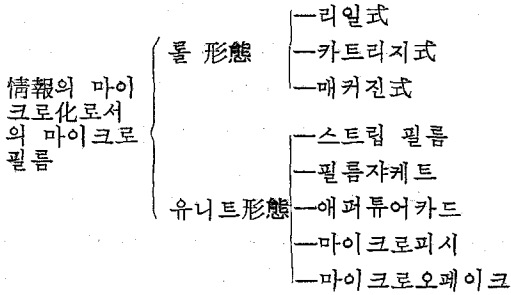 情報의 마이
크로化로서
의 마이크로
필름
롤 形態
리일式
카트리지式
매커진式
유니트形態
스트립 필름
필름쟈케트
애퍼튜어카드
마이크로피시
마이크로오페이크